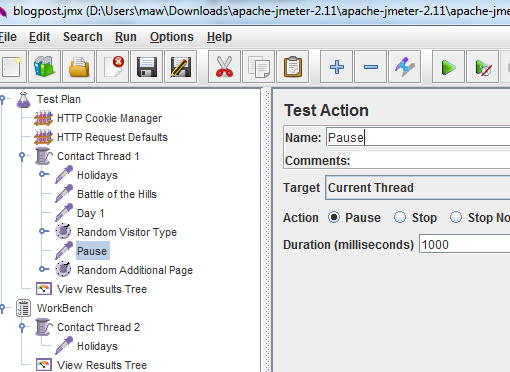 blogpost.jmx (D:\Users\maw\Downloads\apache-jmeter-2.11\apache-jmeter-2.11\apache-jme
File Edit Search Run Options Help
Test Plan
HTTP Cookie Manager
HTTP Request Defaults
Contact Thread 1
Holidays
Battle of the Hills
Day 1
Random Visitor Type
Pause
Random Additional Page
View Results Tree
WorkBench
Contact Thread 2
Holidays
View Results Tree
Test Action
Name: Pause
Comments:
Target Current Thread
Action Pause Stop Stop No
Duration (milliseconds) 1000